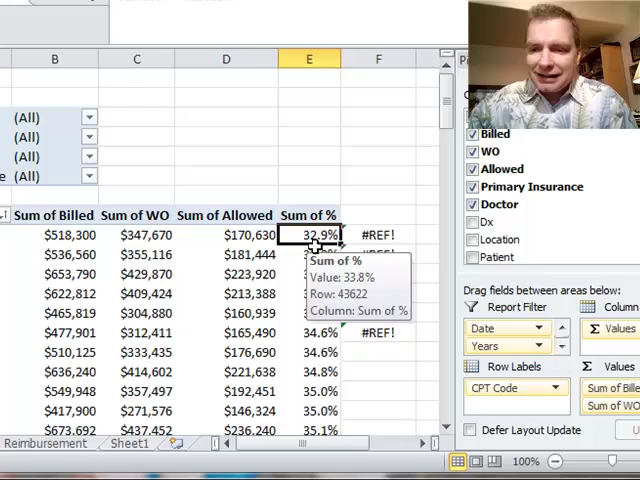 B C D E F
(All)
(All)
(All)
e (All)
Sum of Billed Sum of WO Sum of Allowed Sum of %
$518,300 $347,670 $170,630 32.9% #REF!
$536,560 $355,116 $181,444
$653,790 $429,870 $223,920
$622,812 $409,424 $213,388
$465,819 $304,880 $160,939
$477,901 $312,411 $165,490 34.6% #REF!
$510,125 $333,435 $176,690 34.6%
$636,240 $414,602 $221,638 34.8%
$549,948 $357,497 $192,451 35.0%
$417,900 $271,576 $146,324 35.0%
$673,692 $437,452 $236,240 35.1%
Sum of %
Value: 33.8%
Row: 43622
Column: Sum of %
Reimbursement Sheet1
Billed
WO
Allowed
Primary Insurance
Doctor
Dx
Location
Patient
Drag fields between areas below:
Report Filter Column
Date Σ Values
Years
Row Labels Σ Values
CPT Code Sum of Bille
Sum of WO
Defer Layout Update U
100%